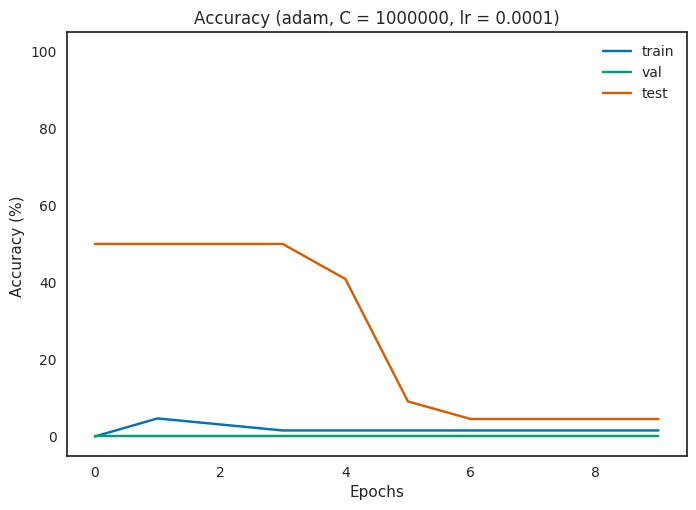 Accuracy (adam, C = 1000000, lr = 0.0001)
train
val
test
100
80
60
40
20
0
Accuracy (%)
0 2 4 6 8
Epochs